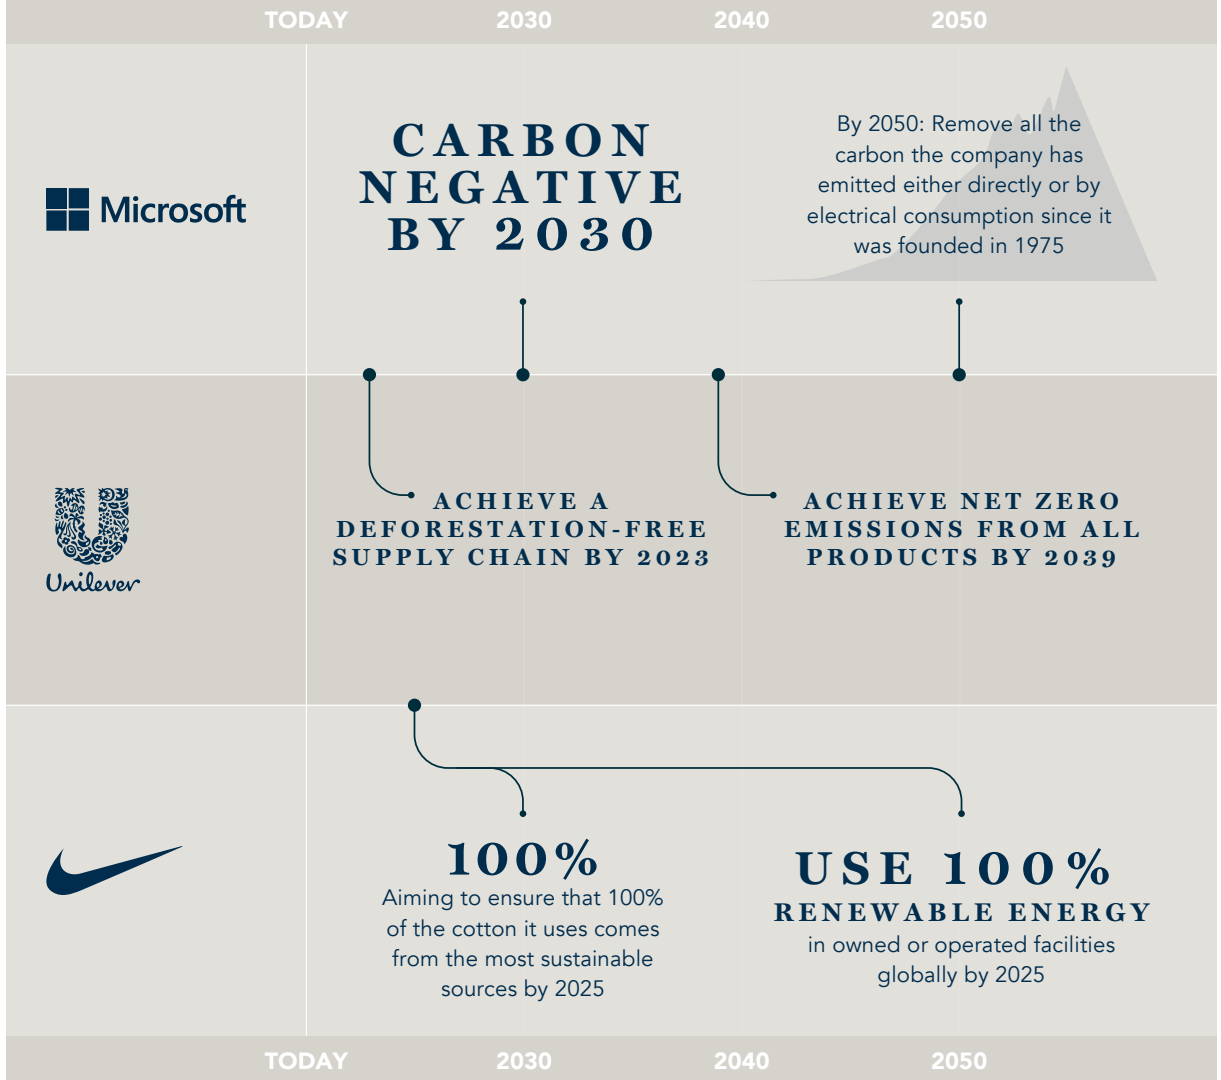 TODAY 2030 2040 2050
CARBON
NEGATIVE
BY 2030
By 2050: Remove all the
carbon the company has
emitted either directly or by
electrical consumption since it
was founded in 1975
Microsoft
ACHIEVE A
DEFORESTATION-FREE
SUPPLY CHAIN BY 2023
ACHIEVE NET ZERO
EMISSIONS FROM ALL
PRODUCTS BY 2039
Unilever
100%
Aiming to ensure that 100%
of the cotton it uses comes
from the most sustainable
sources by 2025
USE 100%
RENEWABLE ENERGY
in owned or operated facilities
globally by 2025
TODAY 2030 2040 2050